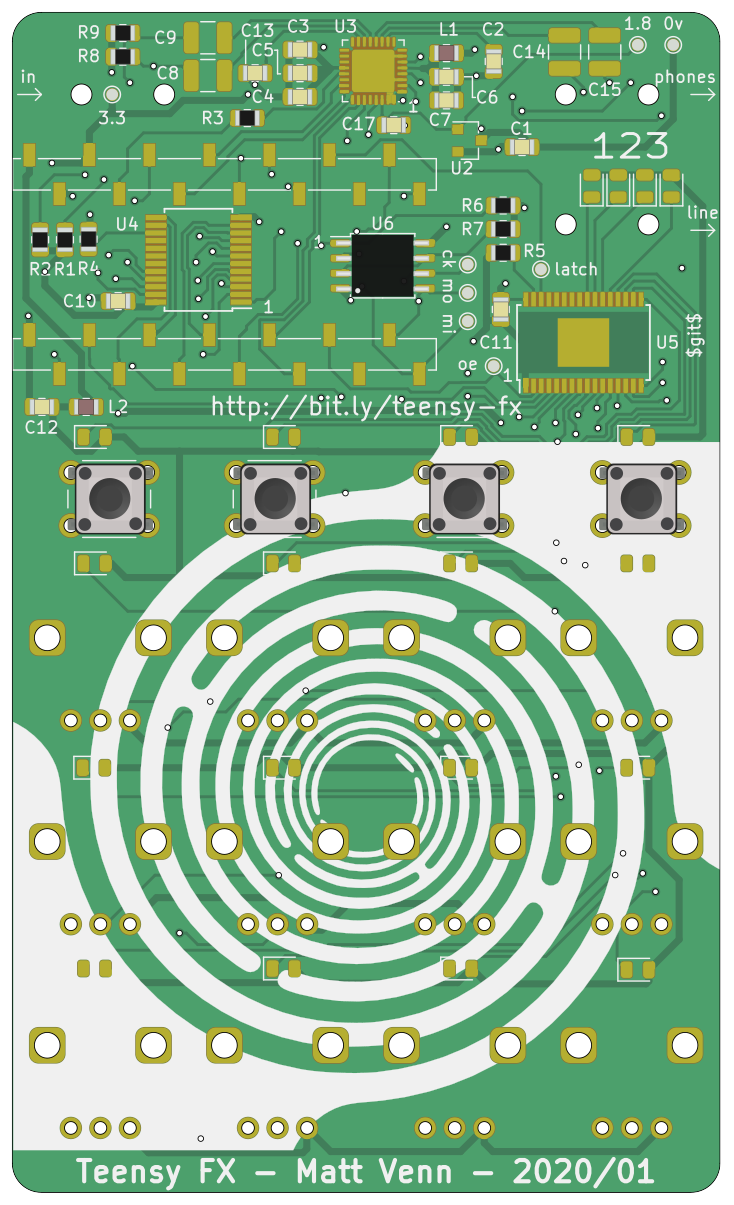 R9 C9 C13 C3 U3 L1 C2 1.8 0v
R8 C8 C5 C14
in phones
C4 C6 C15
3.3 R3 C17 1 C7 C1
U2 123
R6
U4 U6 R7 line
1 R5
R2 R1 R4 ck latch
C10 mo
1 mi C11 U5 $git$
oe 1
C12 L2 http://bit.ly/teensy-fx
Teensy FX - Matt Venn - 2020/01